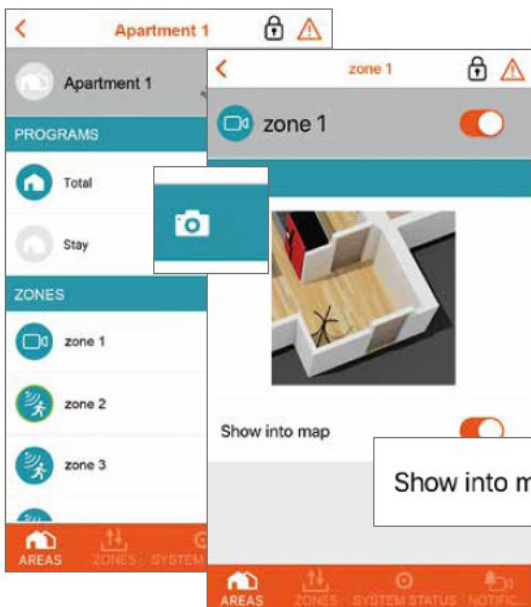 Apartment 1
Apartment 1
PROGRAMS
Total
Stay
ZONES
zone 1
zone 2
zone 3
AREAS
ZONES
SYSTEM
zone 1
zone 1
Show into map
Show into m
AREAS
ZONES
SYSTEM STATUS
NOTIFIC